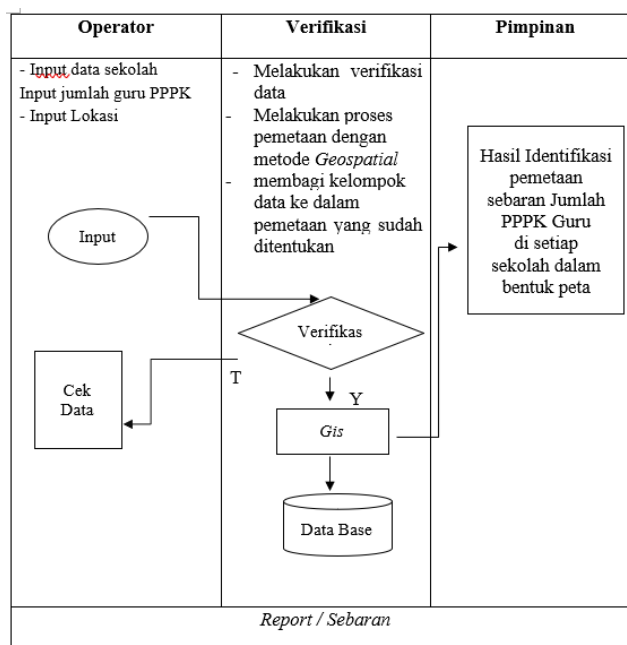 Operator
Verifikasi
Pimpinan
- Input data sekolah
Input jumlah guru PPPK
- Input Lokasi
- Melakukan verifikasi
data
- Melakukan proses
pemetaan dengan
metode Geospatial
- membagi kelompok
data ke dalam
pemetaan yang sudah
ditentukan
Hasil Identifikasi
pemetaan
sebaran Jumlah
PPPK Guru
di setiap
sekolah dalam
bentuk peta
Input
Verifikas
T
Cek
Data
Y
Gis
Data Base
Report / Sebaran